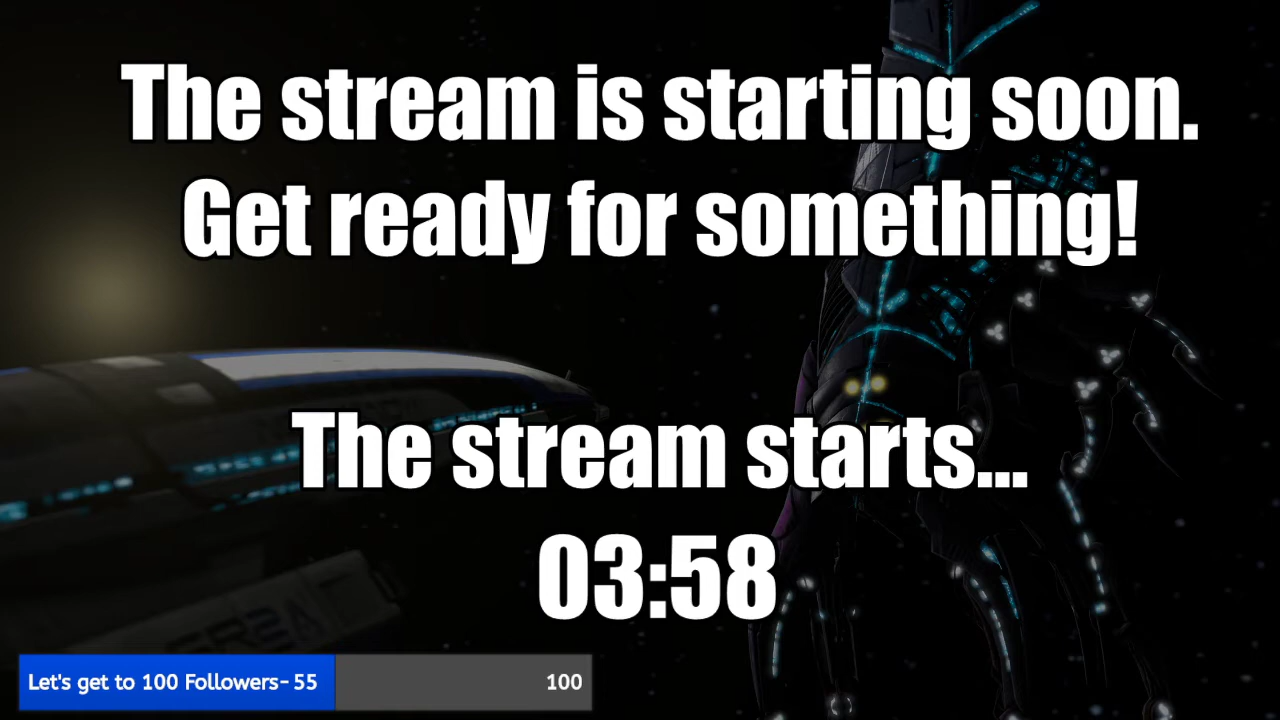 The stream is starting soon.
Get ready for something!
The stream starts...
03:58
Let's get to 100 Followers- 55
100